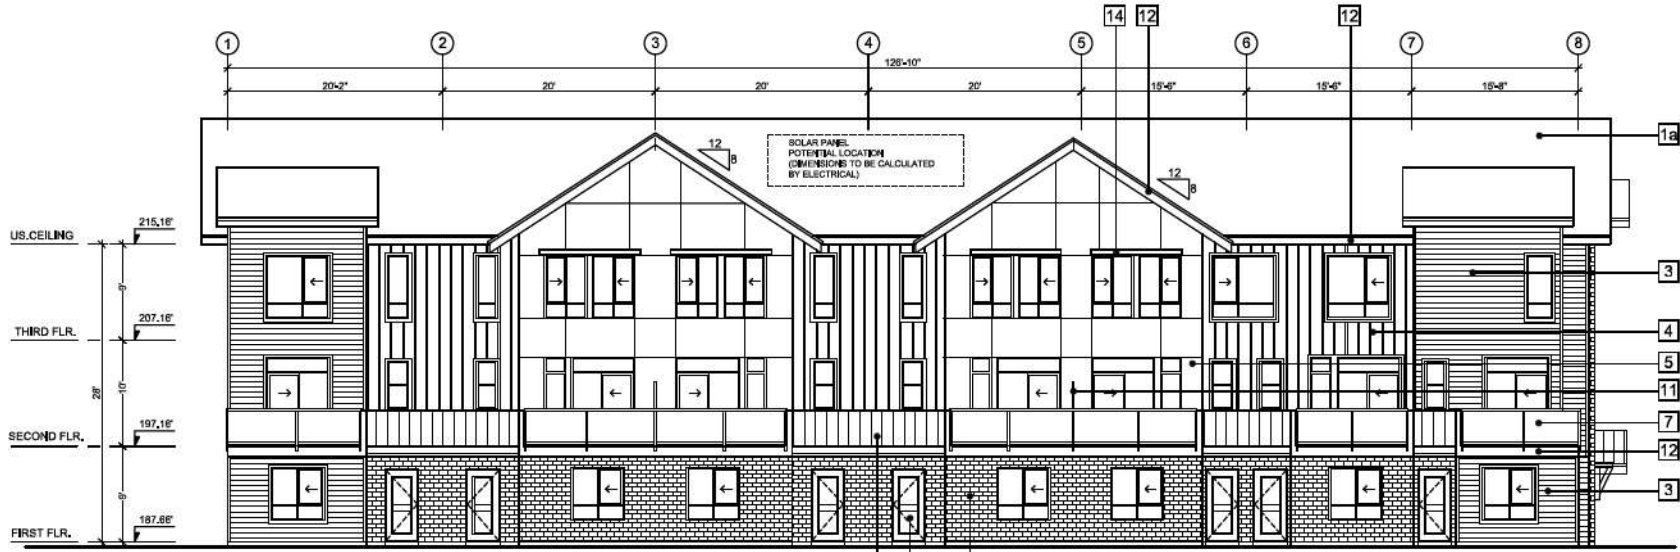 14 12 12
1 2 3 4 5 6 7 8
126'-10"
20'-2" 20' 20' 20' 15'-6" 15'-6" 15'-8"
1a
SOLAR PANEL
POTENTIAL LOCATION
(DIMENSIONS TO BE CALCULATED
BY ELECTRICAL)
12
8
12
8
US.CEILING 215.16'
3
9'
THIRD FLR. 207.16'
4
5
28' 10'
11
7
SECOND FLR. 197.16'
12
3
9'
FIRST FLR. 187.66'